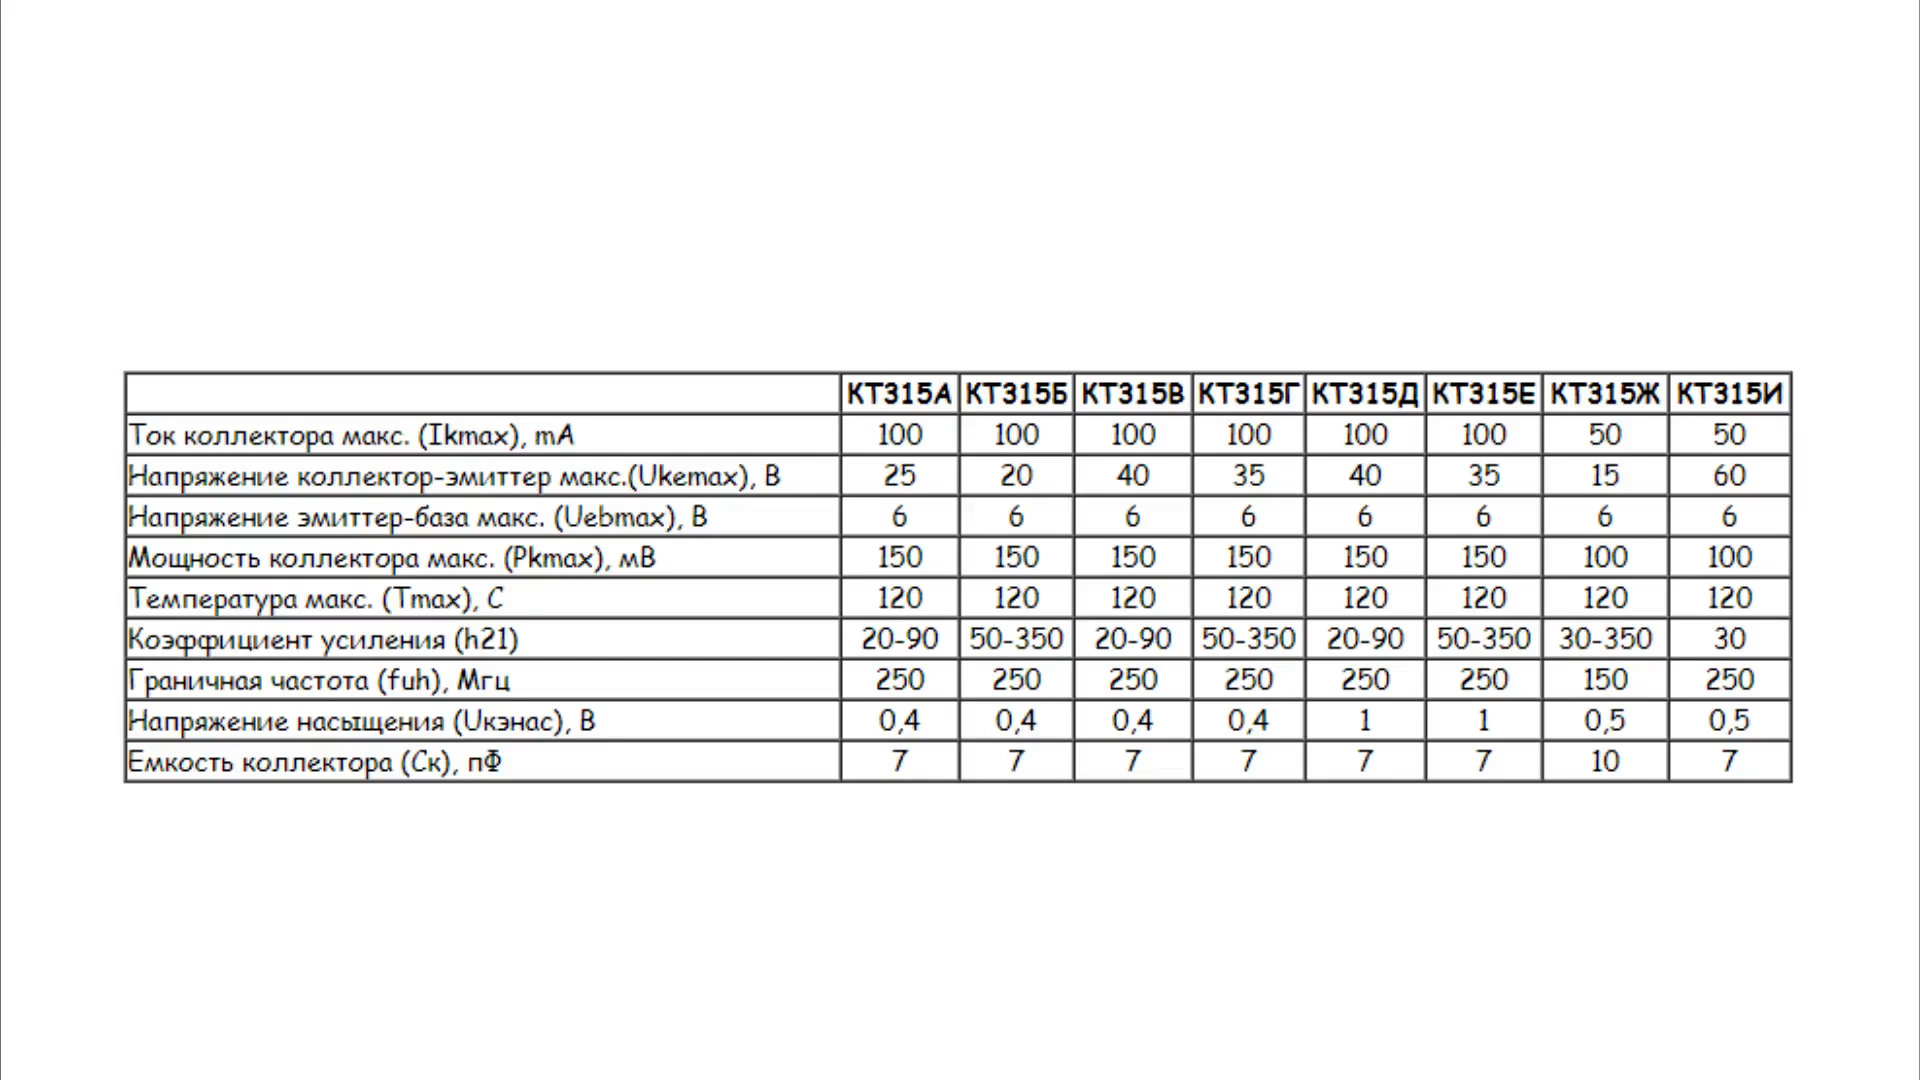 КТ315А КТ315Б КТ315В КТ315Г КТ315Д КТ315Е КТ315Ж КТ315И
Ток коллектора макс. (Ikmax), mA 100 100 100 100 100 100 50 50
Напряжение коллектор-эмиттер макс.(Ukemax), В 25 20 40 35 40 35 15 60
Напряжение эмиттер-база макс. (Uebmax), В 6 6 6 6 6 6 6 6
Мощность коллектора макс. (Pkmax), мВ 150 150 150 150 150 150 100 100
Температура макс. (Tmax), С 120 120 120 120 120 120 120 120
Коэффициент усиления (h21) 20-90 50-350 20-90 50-350 20-90 50-350 30-350 30
Граничная частота (fuh), Мгц 250 250 250 250 250 250 150 250
Напряжение насыщения (Uкэнас), В 0,4 0,4 0,4 0,4 1 1 0,5 0,5
Емкость коллектора (Ск), пФ 7 7 7 7 7 7 10 7